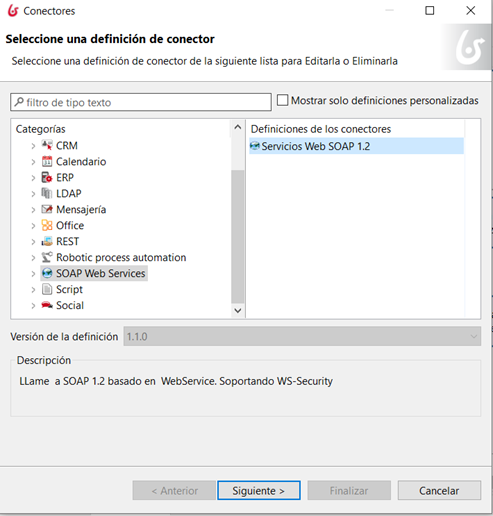 Conectores
Seleccione una definición de conector
Seleccione una definición de conector de la siguiente lista para Editarla o Eliminarla
filtro de tipo texto
Mostrar solo definiciones personalizadas
Categorías
CRM
Calendario
ERP
LDAP
Mensajería
Office
REST
Robotic process automation
SOAP Web Services
Script
Social
Definiciones de los conectores
Servicios Web SOAP 1.2
Versión de la definición 1.1.0
Descripción
LLame a SOAP 1.2 basado en WebService. Soportando WS-Security
< Anterior
Siguiente >
Finalizar
Cancelar